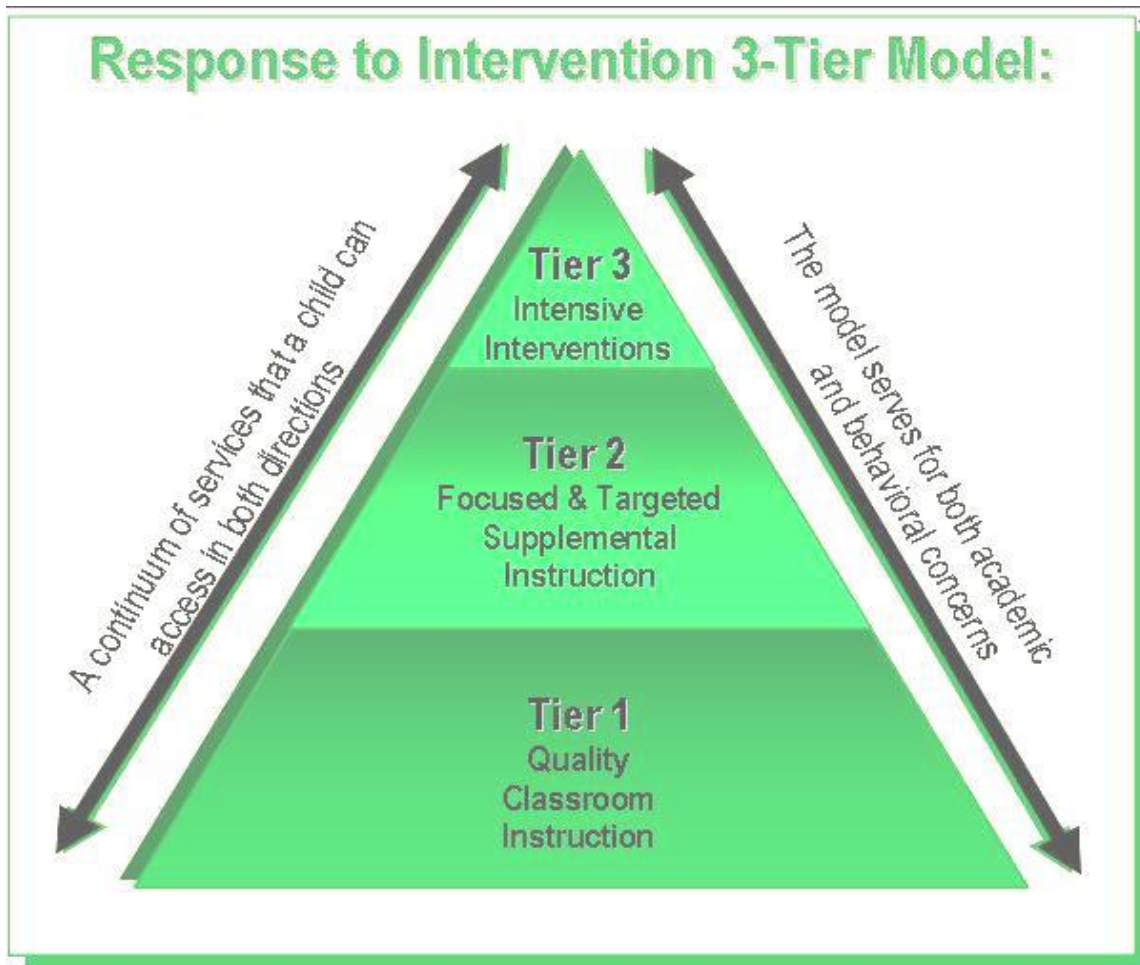 Response to Intervention 3-Tier Model:
A continuum of services that a child can
access in both directions
The model serves for both academic
and behavioral concerns
Tier 3
Intensive
Interventions
Tier 2
Focused & Targeted
Supplemental
Instruction
Tier 1
Quality
Classroom
Instruction